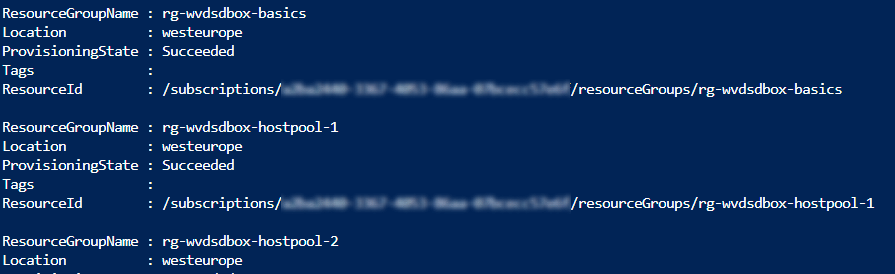 ResourceGroupName : rg-wvdsdbox-basics
Location          : westeurope
ProvisioningState : Succeeded
Tags              :
ResourceId        : /subscriptions/ /resourceGroups/rg-wvdsdbox-basics
ResourceGroupName : rg-wvdsdbox-hostpool-1
Location          : westeurope
ProvisioningState : Succeeded
Tags              :
ResourceId        : /subscriptions/ /resourceGroups/rg-wvdsdbox-hostpool-1
ResourceGroupName : rg-wvdsdbox-hostpool-2
Location          : westeurope